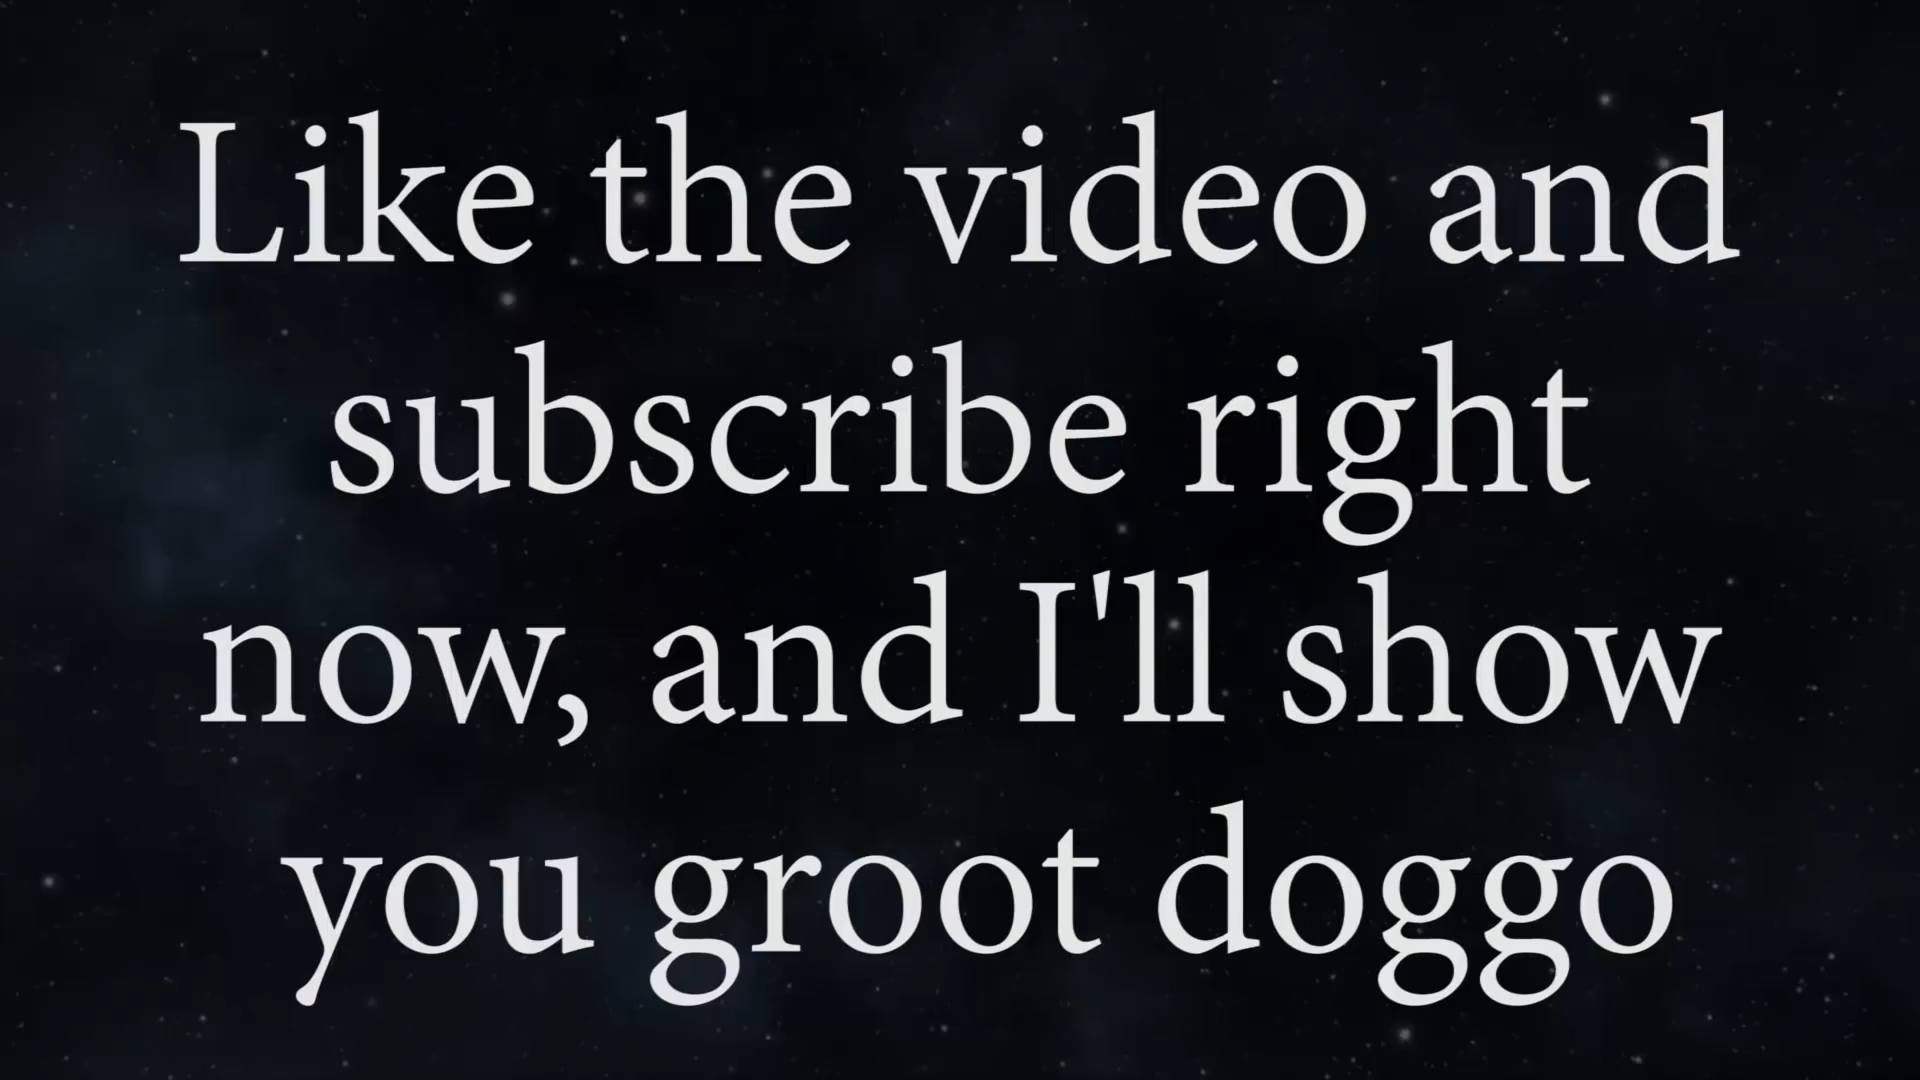 Like the video and
subscribe right
now, and I'll show
you groot doggo